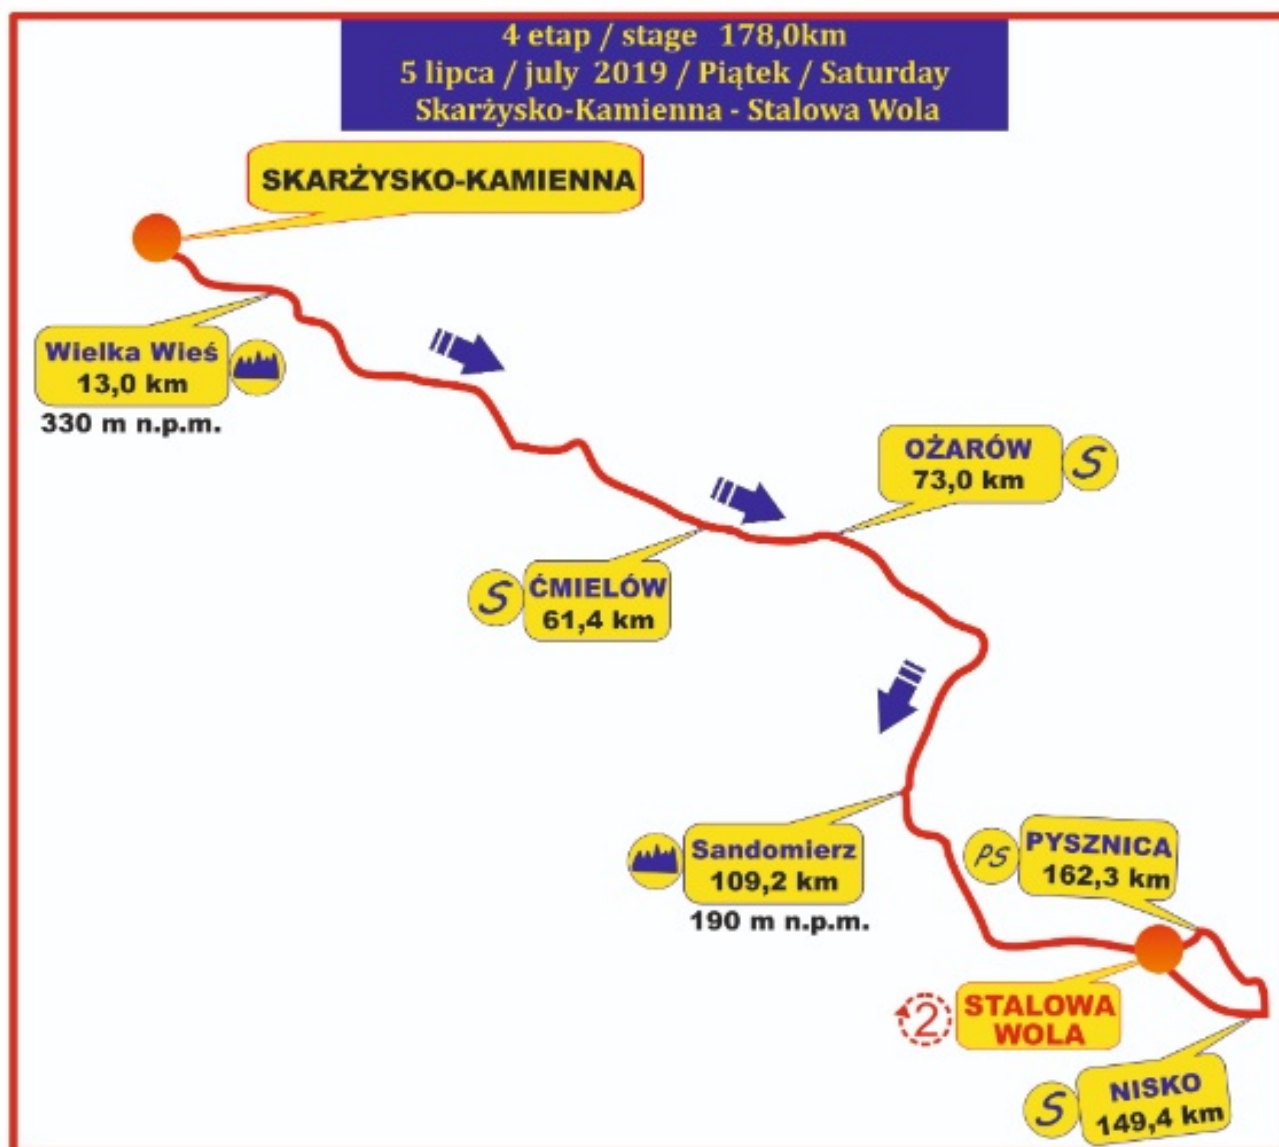 4 etap / stage 178,0km
5 lipca / july 2019 / Piątek / Saturday
Skarżysko-Kamienna - Stalowa Wola
SKARŻYSKO-KAMIENNA
Wielka Wieś
13,0 km
330 m n.p.m.
OŻARÓW
73,0 km
S
S
ĆMIELÓW
61,4 km
Sandomierz
109,2 km
190 m n.p.m.
PS
PYSZNICA
162,3 km
2
STALOWA
WOLA
S
NISKO
149,4 km